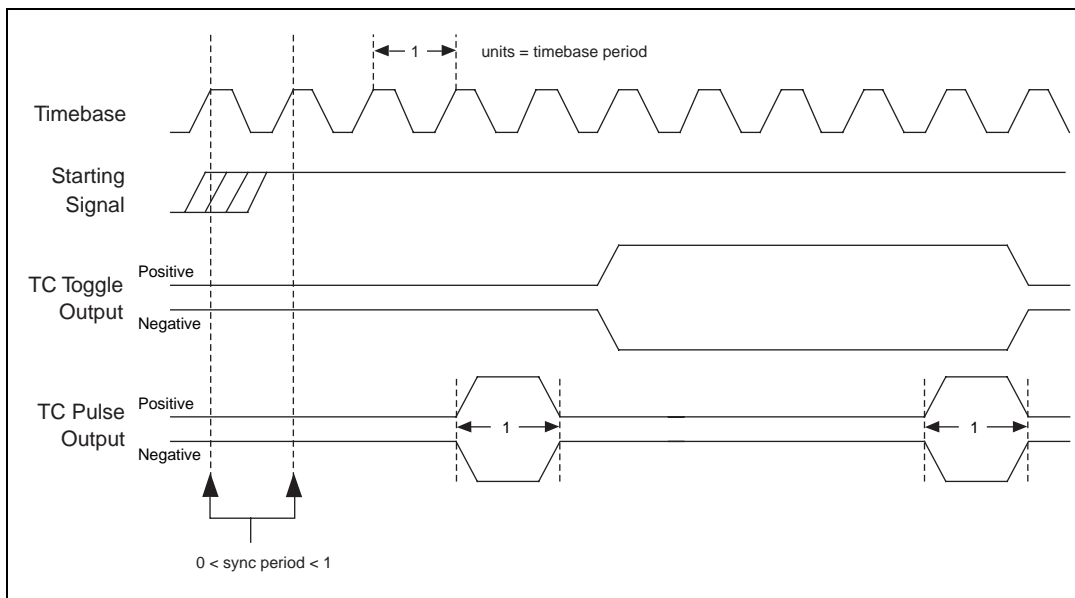 1
units = timebase period
Timebase
Starting
Signal
Positive
TC Toggle
Output
Negative
Positive
TC Pulse
Output
1
1
Negative
0 < sync period < 1